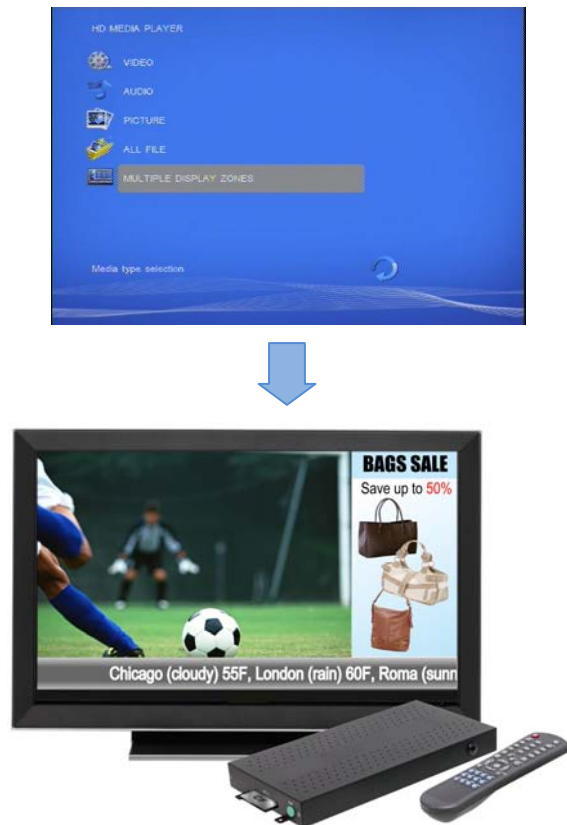 HD MEDIA PLAYER
VIDEO
AUDIO
PICTURE
ALL FILE
MULTIPLE DISPLAY ZONES
Media type selection
BAGS SALE
Save up to 50%
Chicago (cloudy) 55F, London (rain) 60F, Roma (sunn